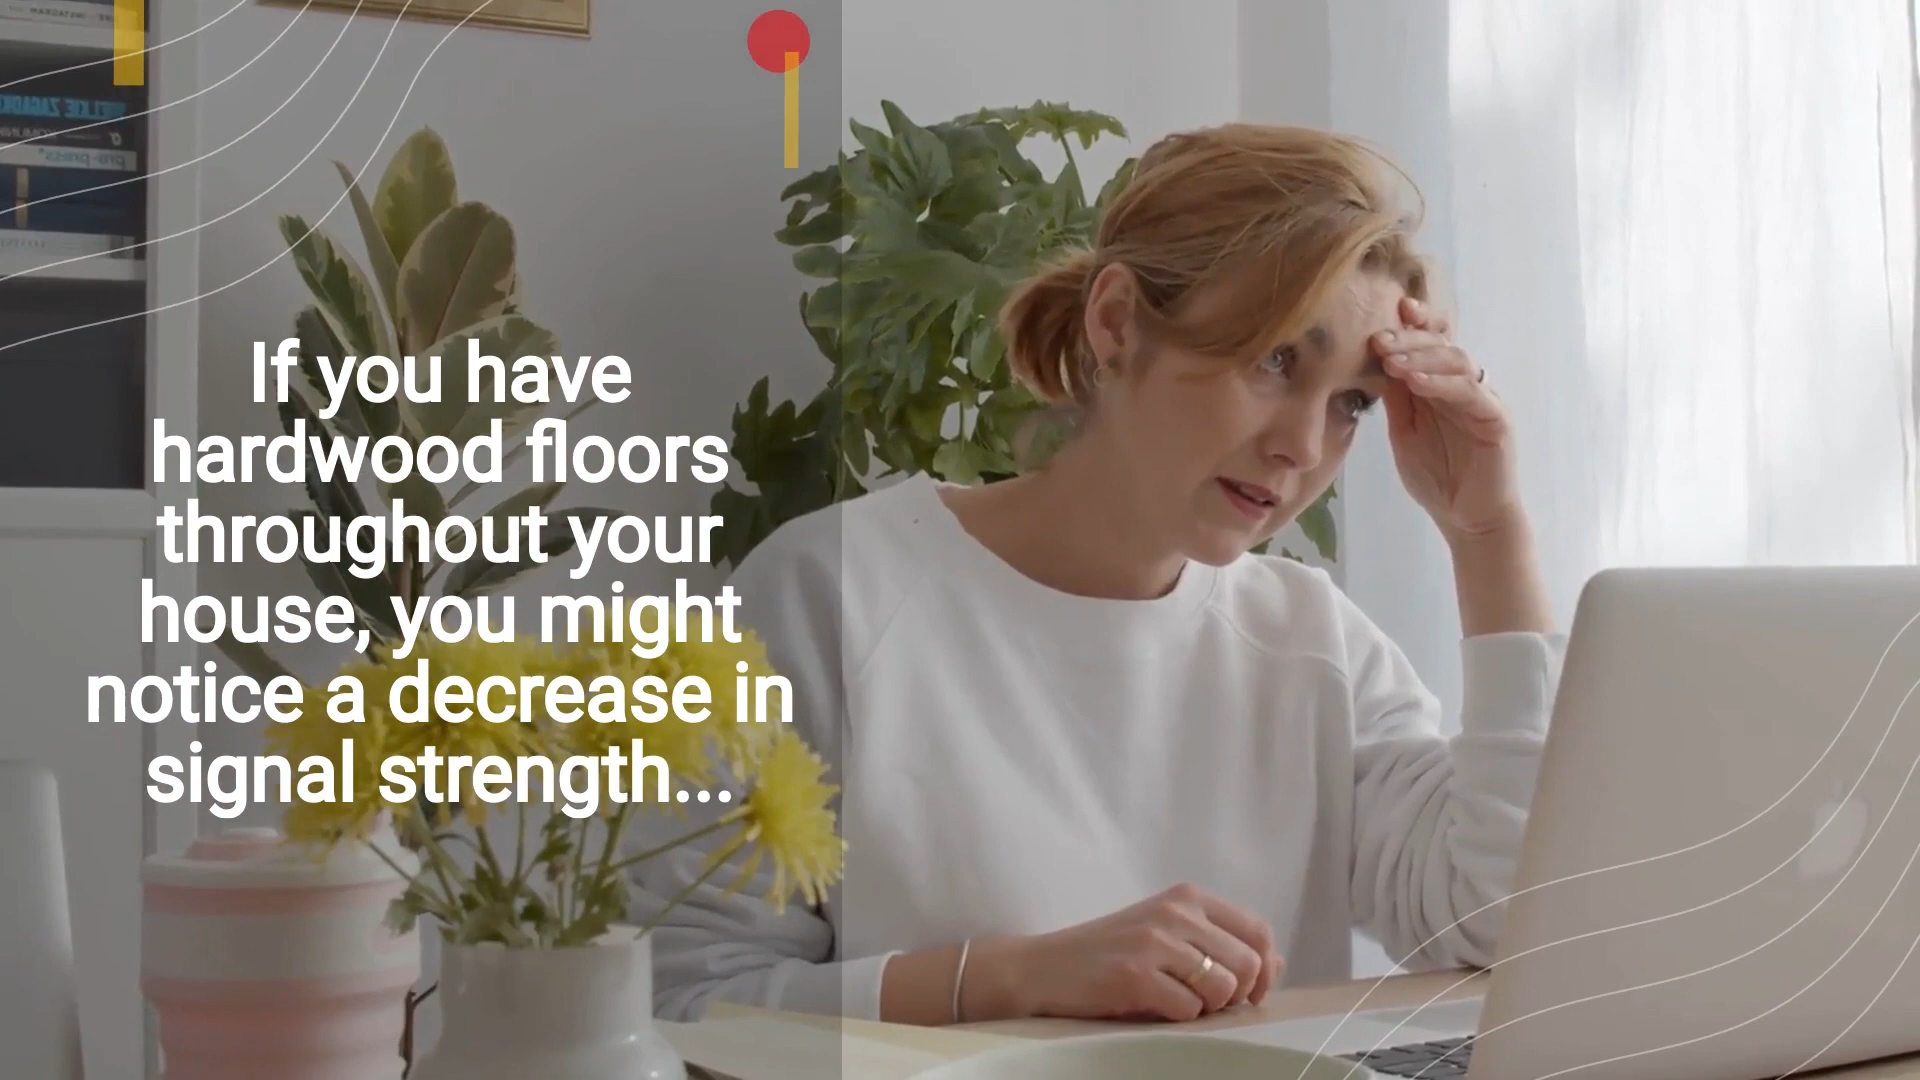 If you have
hardwood floors
throughout your
house, you might
notice a decrease in
signal strength...